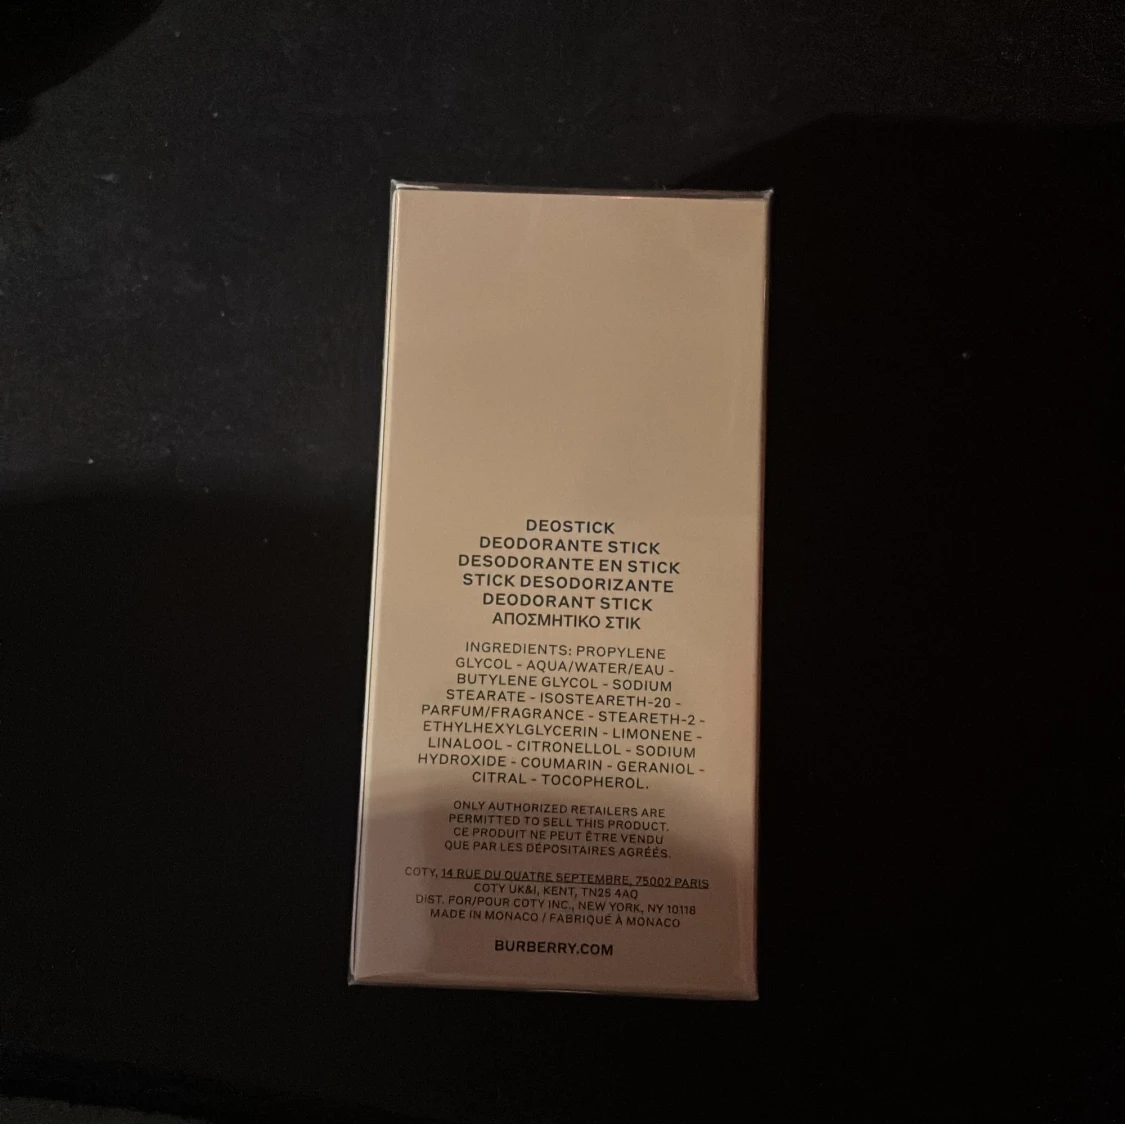 DEOSTICK
DEODORANTE STICK
DESODORANTE EN STICK
STICK DESODORIZANTE
DEODORANT STICK
ΑΠΟΣΜΗΤΙΚΟ ΣΤΙΚ
INGREDIENTS: PROPYLENE
GLYCOL - AQUA/WATER/EAU -
BUTYLENE GLYCOL - SODIUM
STEARATE - ISOSTEARETH-20 -
PARFUM/FRAGRANCE - STEARETH-2 -
ETHYLHEXYLGLYCERIN - LIMONENE -
LINALOOL - CITRONELLOL - SODIUM
HYDROXIDE - COUMARIN - GERANIOL -
CITRAL - TOCOPHEROL.
ONLY AUTHORIZED RETAILERS ARE
PERMITTED TO SELL THIS PRODUCT.
CE PRODUIT NE PEUT ÊTRE VENDU
QUE PAR LES DÉPOSITAIRES AGRÉÉS.
COTY, 14 RUE DU QUATRE SEPTEMBRE, 75002 PARIS
COTY UK&I, KENT, TN25 4AQ
DIST. FOR/POUR COTY INC., NEW YORK, NY 10118
MADE IN MONACO / FABRIQUÉ À MONACO
BURBERRY.COM